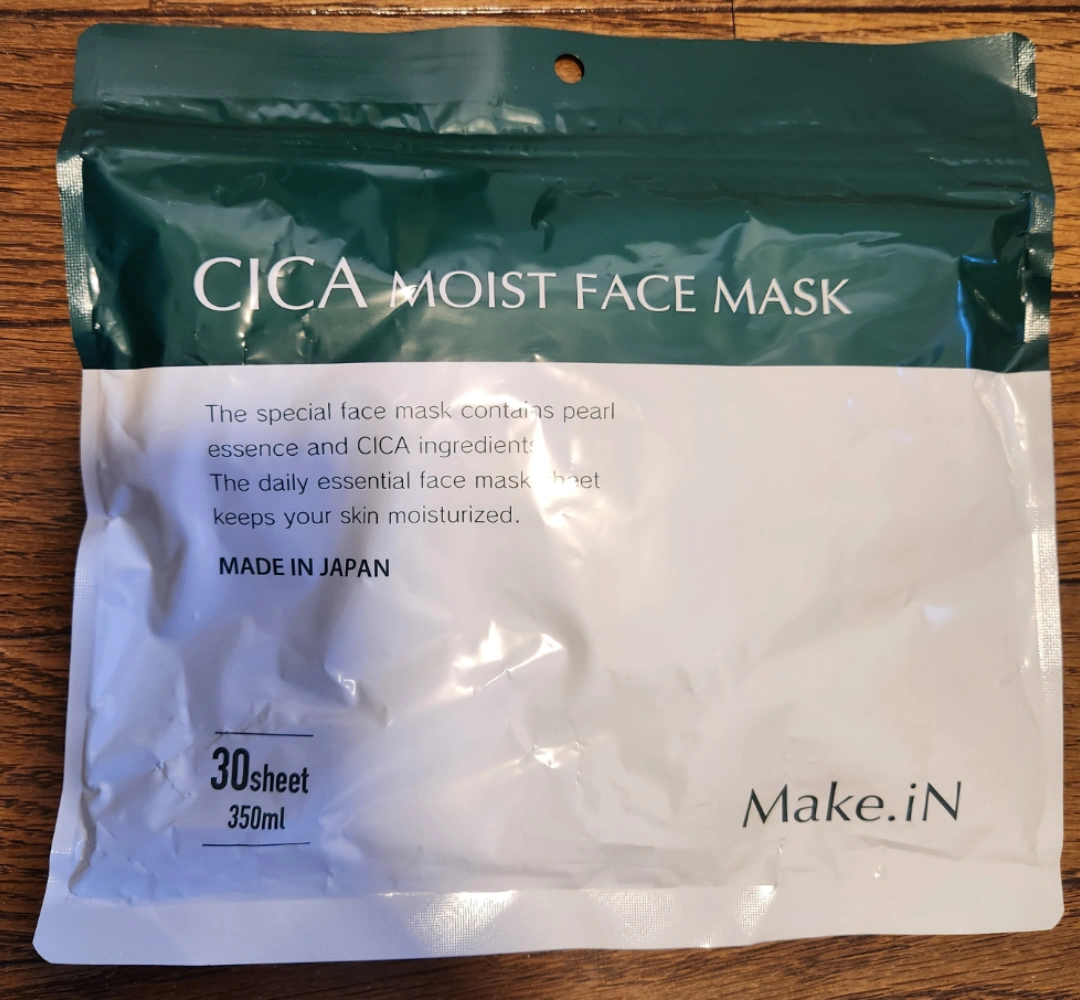 CICA MOIST FACE MASK
The special face mask contains pearl
essence and CICA ingredients
The daily essential face mask sheet
keeps your skin moisturized.
MADE IN JAPAN
30sheet
350ml
Make.iN